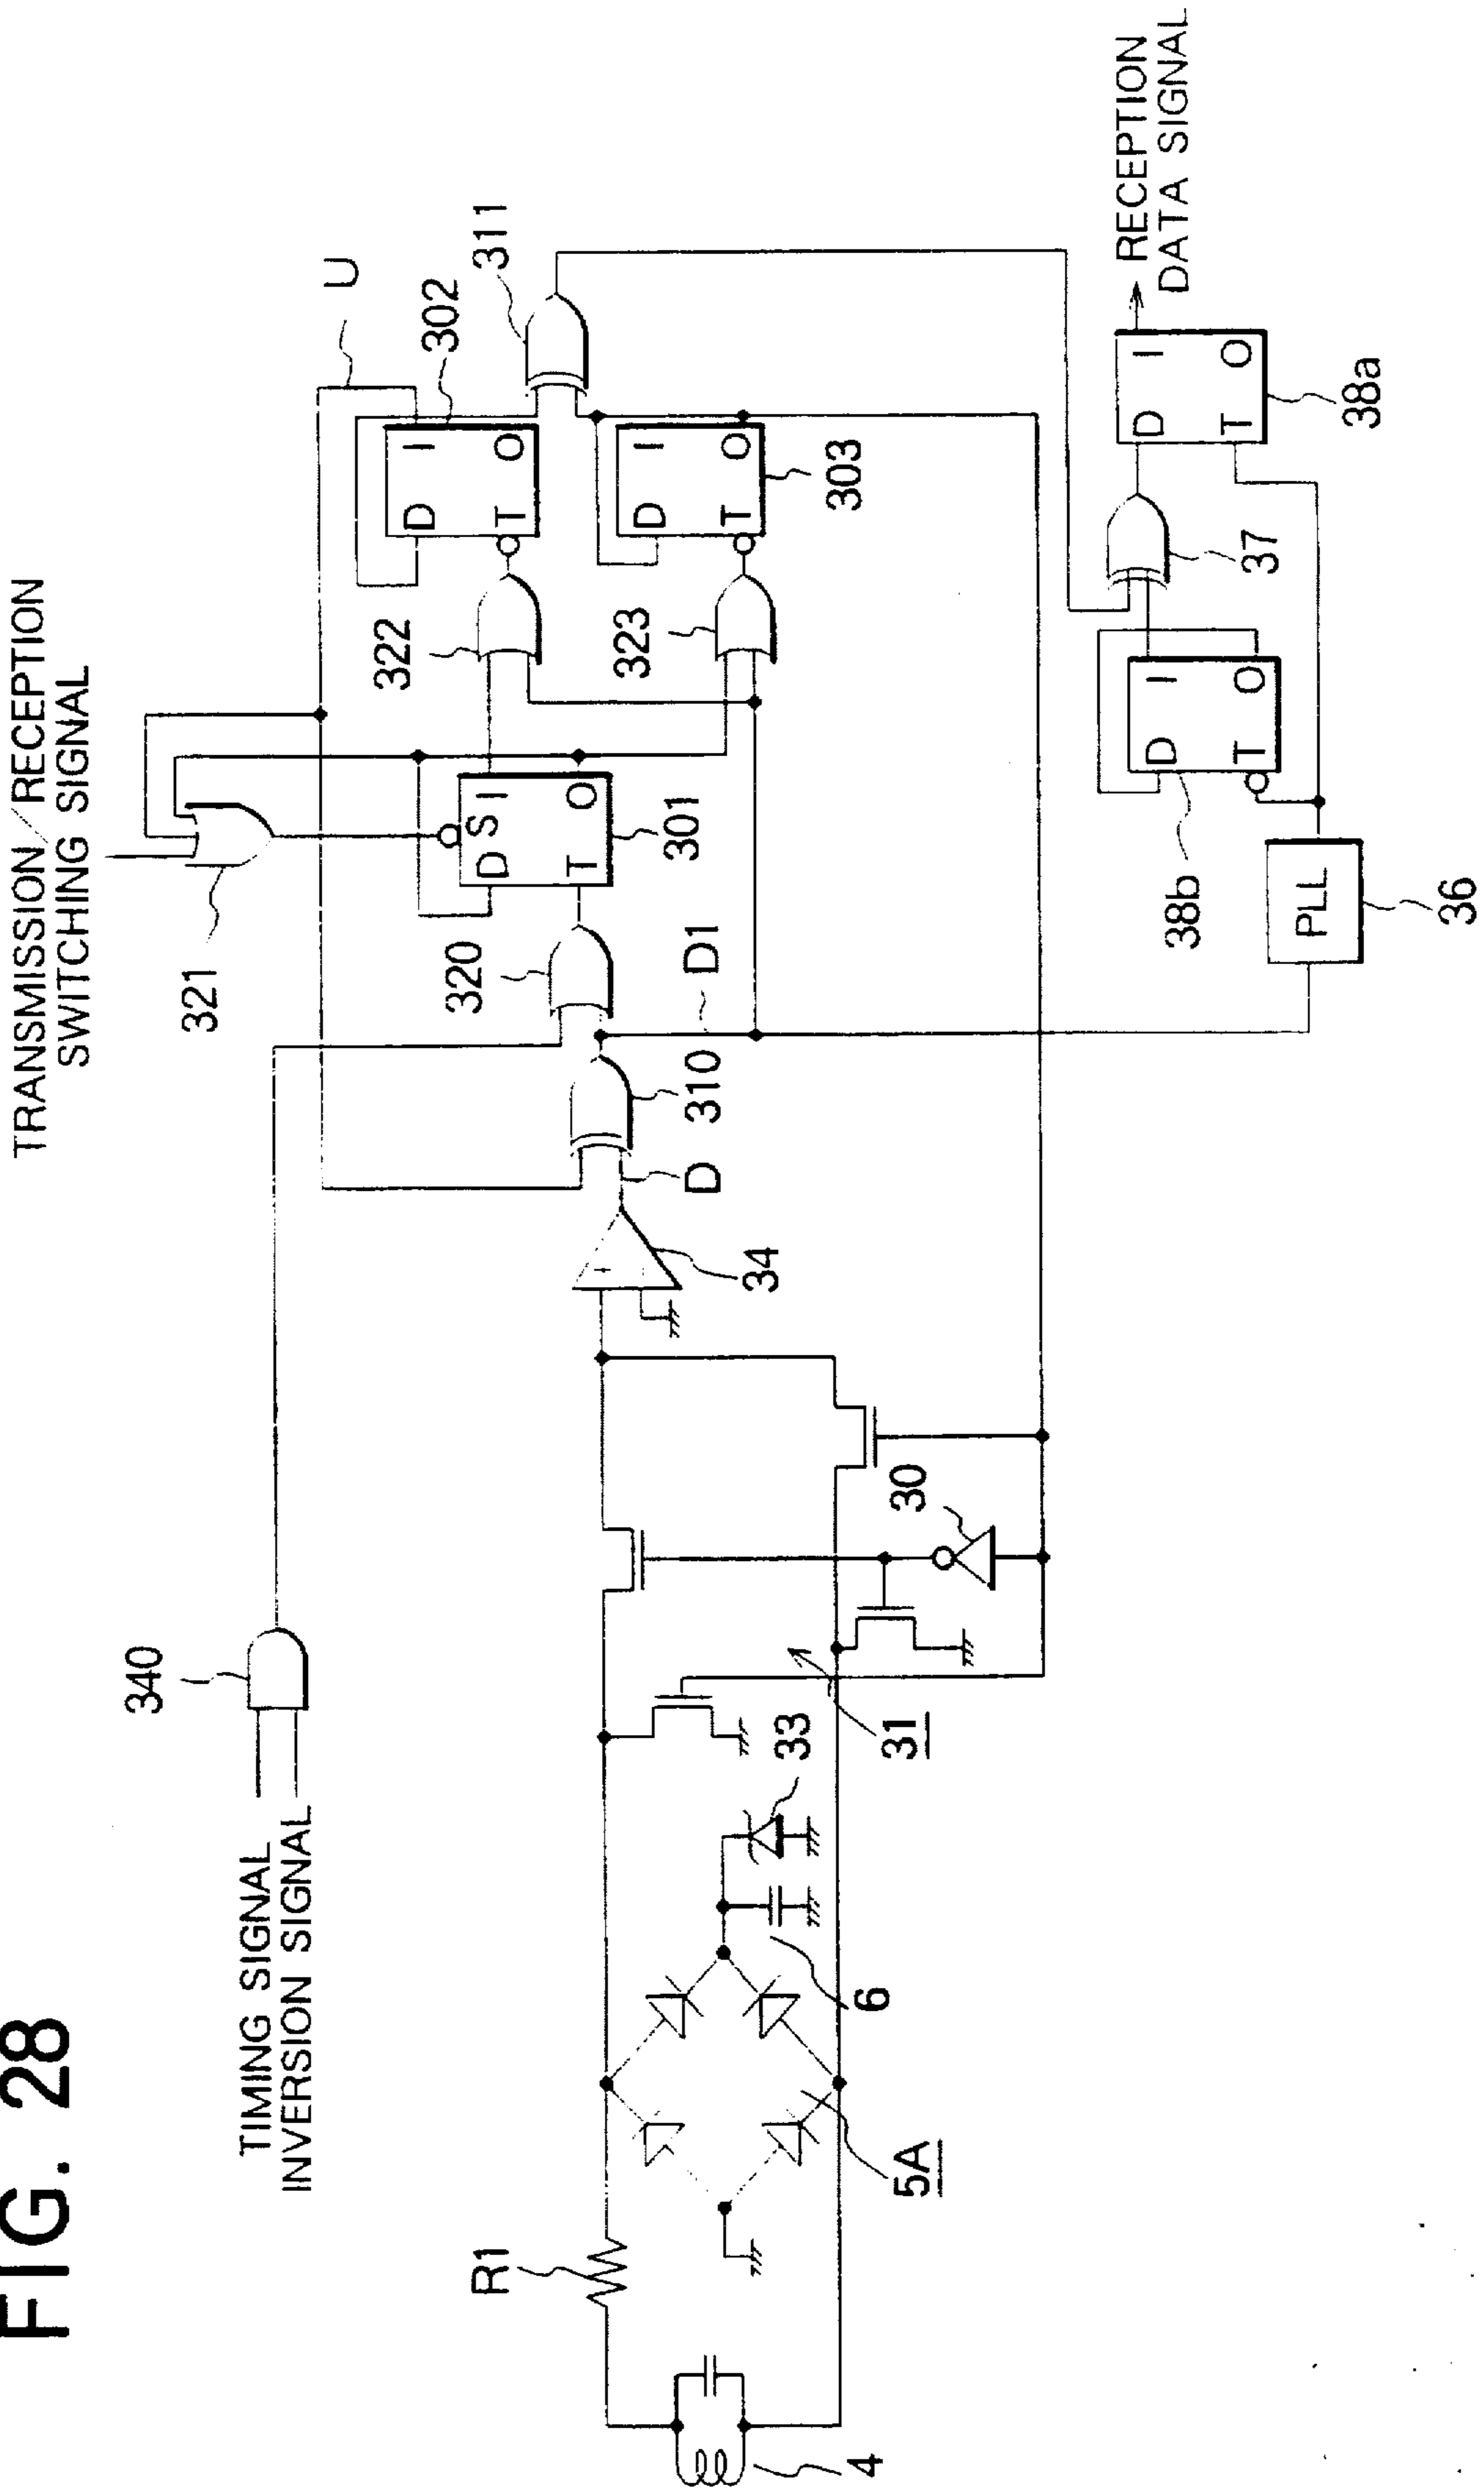 FIG. 28
TRANSMISSION/RECEPTION
SWITCHING SIGNAL
TIMING SIGNAL
INVERSION SIGNAL
340
321
320
301
D
S
I
T
O
322
323
U
302
D
I
T
O
311
303
D
I
T
O
310
D1
D
34
R1
4
5A
6
33
31
30
PLL
36
38b
D
I
T
O
37
D
I
T
O
38a
RECEPTION
DATA SIGNAL